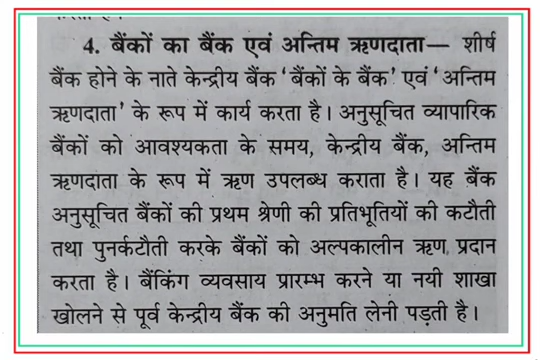 4. बैंकों का बैंक एवं अन्तिम ऋणदाता— शीर्ष
बैंक होने के नाते केन्द्रीय बैंक ‘बैंकों के बैंक’ एवं ‘अन्तिम
ऋणदाता’ के रूप में कार्य करता है। अनुसूचित व्यापारिक
बैंकों को आवश्यकता के समय, केन्द्रीय बैंक, अन्तिम
ऋणदाता के रूप में ऋण उपलब्ध कराता है। यह बैंक
अनुसूचित बैंकों की प्रथम श्रेणी की प्रतिभूतियों की कटौती
तथा पुनर्कटौती करके बैंकों को अल्पकालीन ऋण प्रदान
करता है। बैंकिंग व्यवसाय प्रारम्भ करने या नयी शाखा
खोलने से पूर्व केन्द्रीय बैंक की अनुमति लेनी पड़ती है।